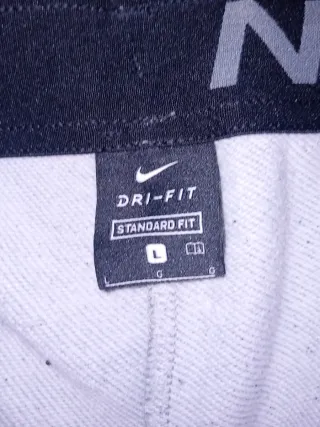 N
DRI-FIT
STANDARD FIT
L
L G G